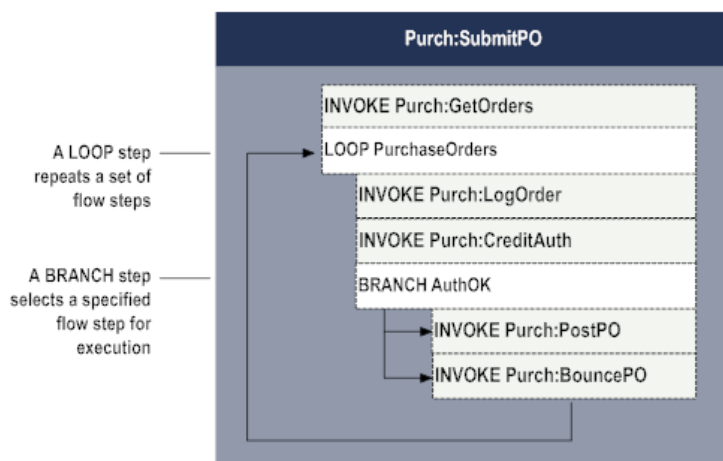 Purch:SubmitPO
INVOKE Purch:GetOrders
LOOP PurchaseOrders
INVOKE Purch:LogOrder
INVOKE Purch:CreditAuth
BRANCH AuthOK
INVOKE Purch:PostPO
INVOKE Purch:BouncePO
A LOOP step
repeats a set of
flow steps
A BRANCH step
selects a specified
flow step for
execution